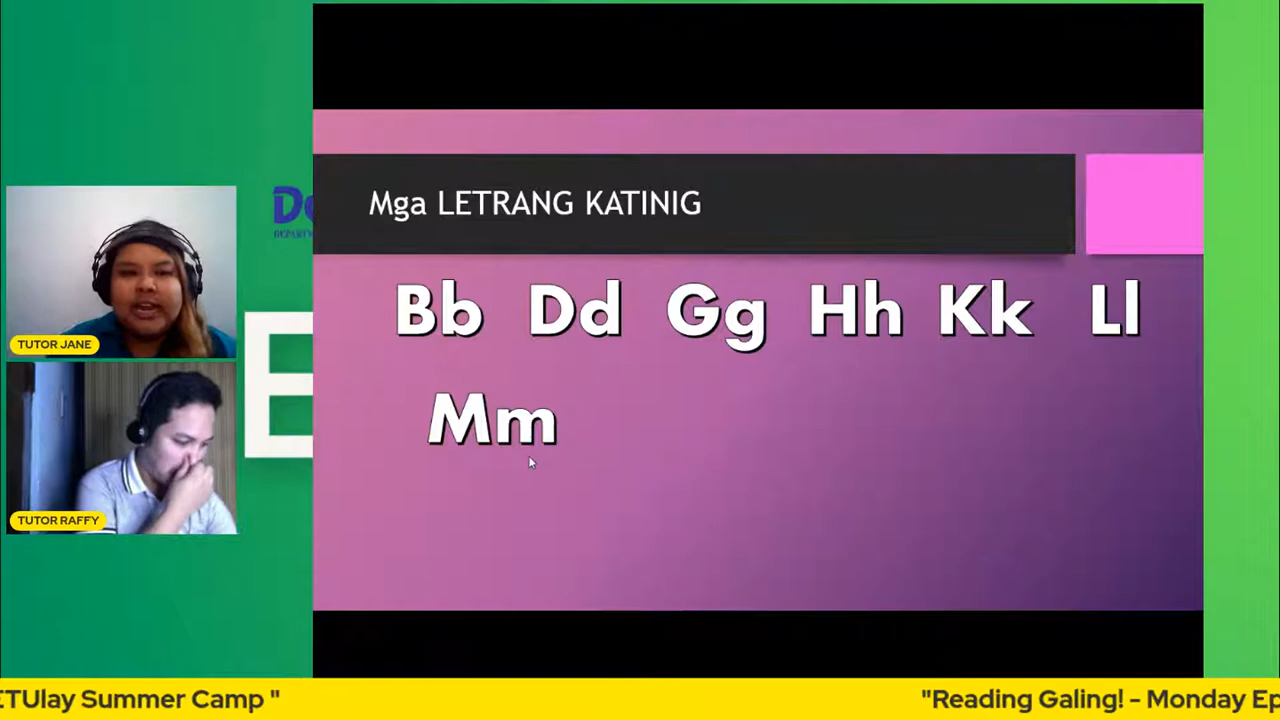 Mga LETRANG KATINIG
Bb Dd Gg Hh Kk Ll
Mm
TUTOR JANE
TUTOR RAFFY
ETUlay Summer Camp "
"Reading Galing! - Monday Ep